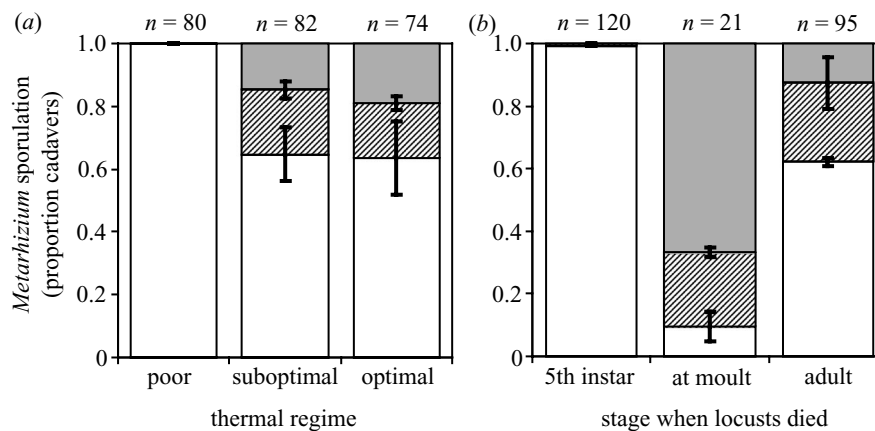 (a) n = 80 n = 82 n = 74
(b) n = 120 n = 21 n = 95
Metarhizium sporulation
(proportion cadavers)
1.0
0.8
0.6
0.4
0.2
0
poor suboptimal optimal
thermal regime
1.0
0.8
0.6
0.4
0.2
0
5th instar at moult adult
stage when locusts died